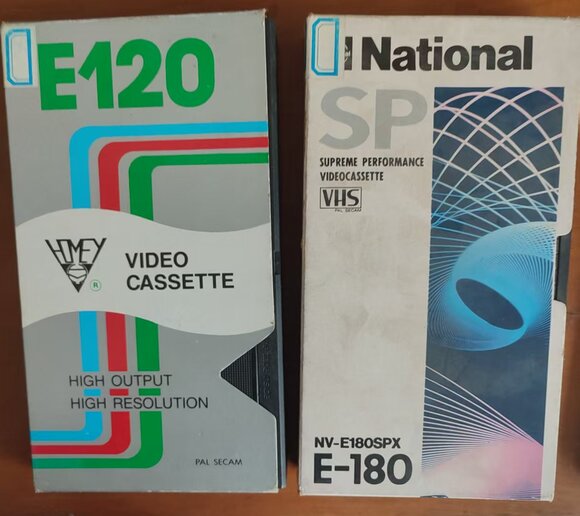 E120
HOMEY
®
VIDEO
CASSETTE
HIGH OUTPUT
HIGH RESOLUTION
PAL SECAM
National
SP
SUPREME PERFORMANCE
VIDEOCASSETTE
VHS
PAL SECAM
NV-E180SPX
E-180